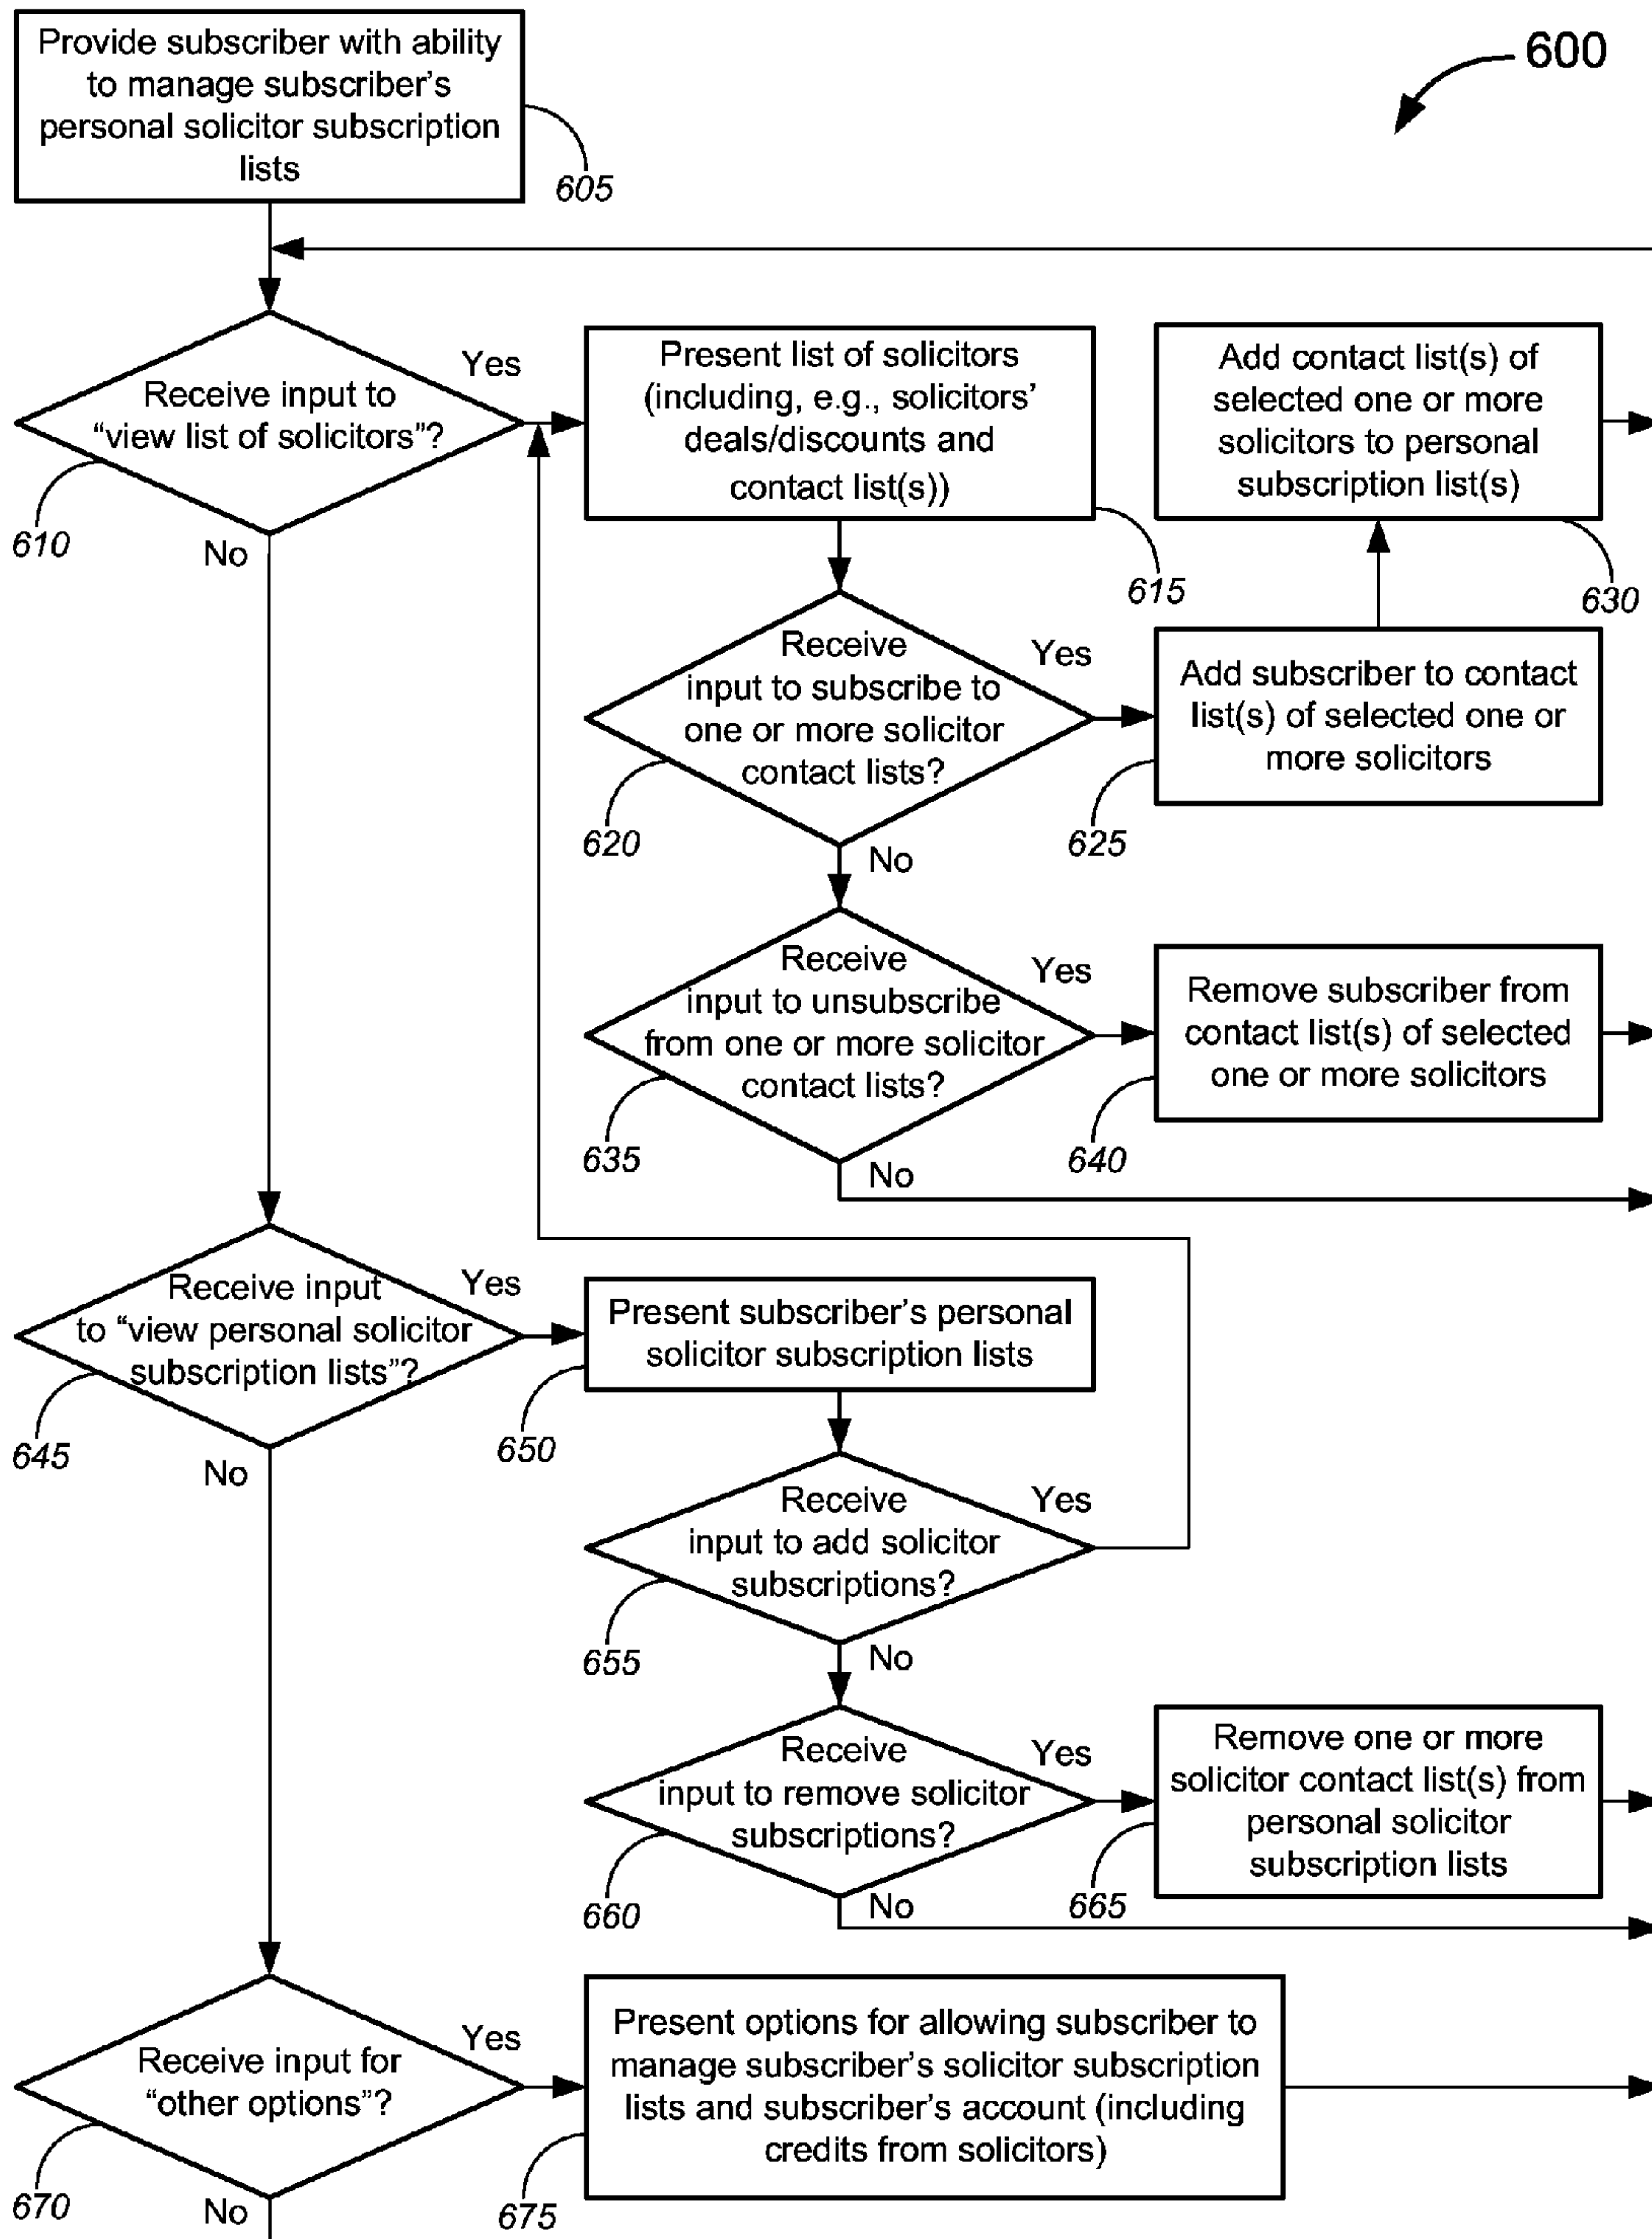 Provide subscriber with ability
to manage subscriber’s
personal solicitor subscription
lists
605
600
Receive input to
“view list of solicitors”?
Yes
610
No
Present list of solicitors
(including, e.g., solicitors’
deals/discounts and
contact list(s))
615
Add contact list(s) of
selected one or more
solicitors to personal
subscription list(s)
630
Receive
input to subscribe to
one or more solicitor
contact lists?
Yes
620
No
Add subscriber to contact
list(s) of selected one or
more solicitors
625
Receive
input to unsubscribe
from one or more solicitor
contact lists?
Yes
635
No
Remove subscriber from
contact list(s) of selected
one or more solicitors
640
Receive input
to “view personal solicitor
subscription lists”?
Yes
645
No
Present subscriber’s personal
solicitor subscription lists
650
Receive
input to add solicitor
subscriptions?
Yes
655
No
Receive
input to remove solicitor
subscriptions?
Yes
660
No
Remove one or more
solicitor contact list(s) from
personal solicitor
subscription lists
665
Receive input for
“other options”?
Yes
670
No
Present options for allowing subscriber to
manage subscriber’s solicitor subscription
lists and subscriber’s account (including
credits from solicitors)
675